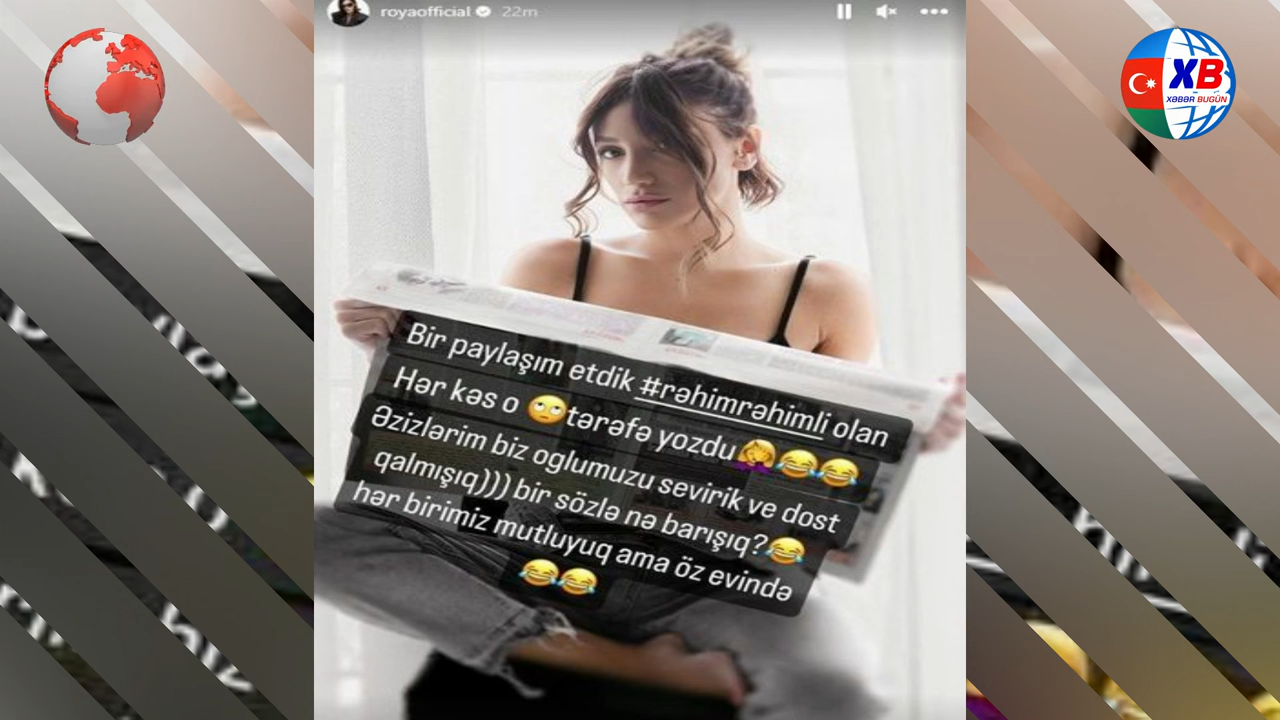 royaofficial 22m
XB
XƏBƏR BUGÜN
Bir paylaşım etdik #rəhimrəhimli olan
Hər kəs o 🙄tərəfə yozdu🤦‍♀️😂😂
Əzizlərim biz oglumuzu sevirik ve dost
qalmışıq))) bir sözlə nə barışıq?😂
hər birimiz mutluyuq ama öz evində
😂😂